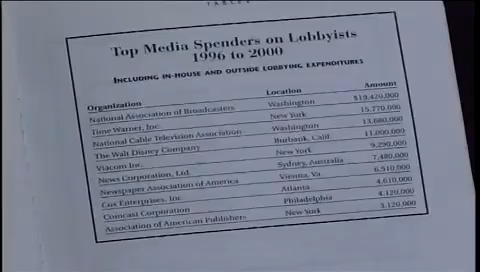 TABLE
Top Media Spenders on Lobbyists
1996 to 2000
INCLUDING IN-HOUSE AND OUTSIDE LOBBYING EXPENDITURES
Organization Location Amount
National Association of Broadcasters Washington $19,420,000
Time Warner, Inc. New York 15,770,000
National Cable Television Association Washington 13,680,000
The Walt Disney Company Burbank, Calif. 11,000,000
Viacom Inc. New York 9,290,000
News Corporation, Ltd. Sydney, Australia 7,480,000
Newspaper Association of America Vienna, Va. 6,510,000
Cox Enterprises, Inc. Atlanta 4,610,000
Comcast Corporation Philadelphia 4,120,000
Association of American Publishers New York 3,120,000